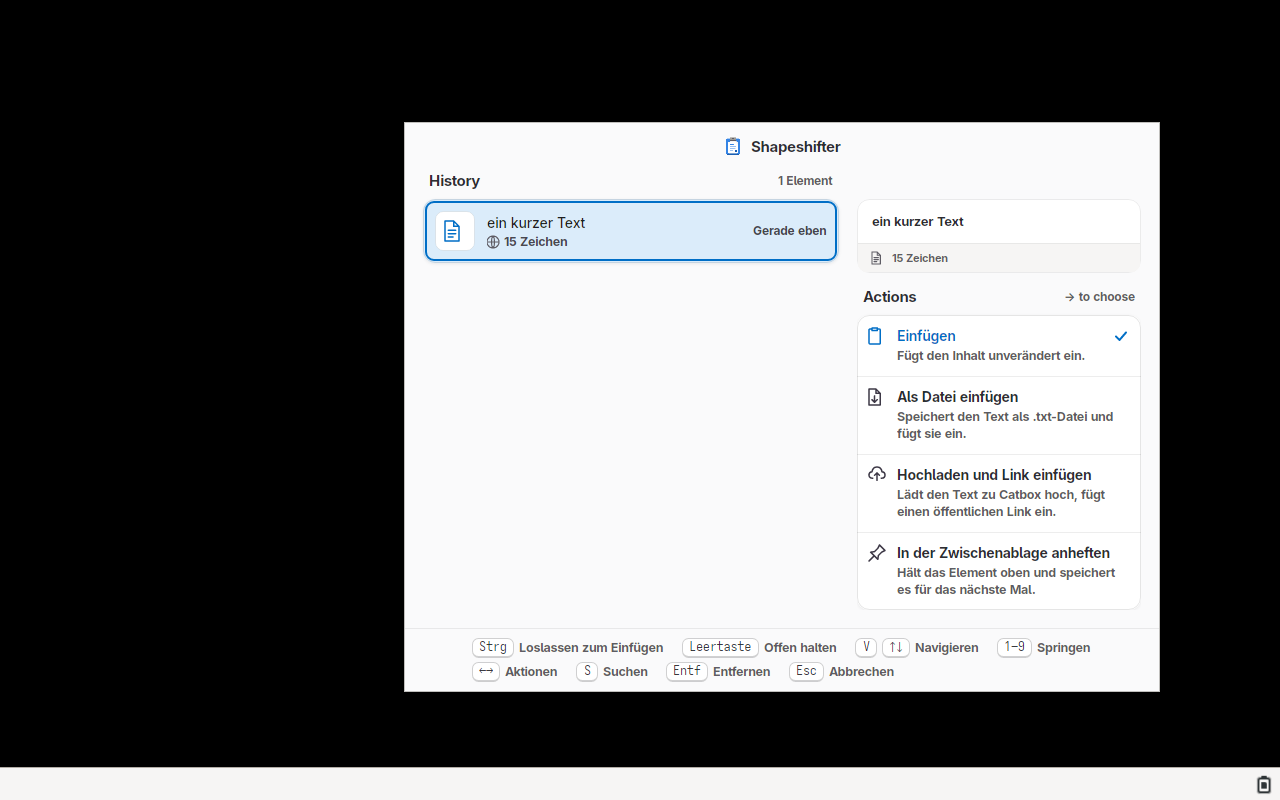 Shapeshifter
History
1 Element
ein kurzer Text
15 Zeichen
Gerade eben
ein kurzer Text
15 Zeichen
Actions
→ to choose
Einfügen
Fügt den Inhalt unverändert ein.
Als Datei einfügen
Speichert den Text als .txt-Datei und
fügt sie ein.
Hochladen und Link einfügen
Lädt den Text zu Catbox hoch, fügt
einen öffentlichen Link ein.
In der Zwischenablage anheften
Hält das Element oben und speichert
es für das nächste Mal.
Strg Loslassen zum Einfügen Leertaste Offen halten V ↑↓ Navigieren 1–9 Springen
←→ Aktionen S Suchen Entf Entfernen Esc Abbrechen